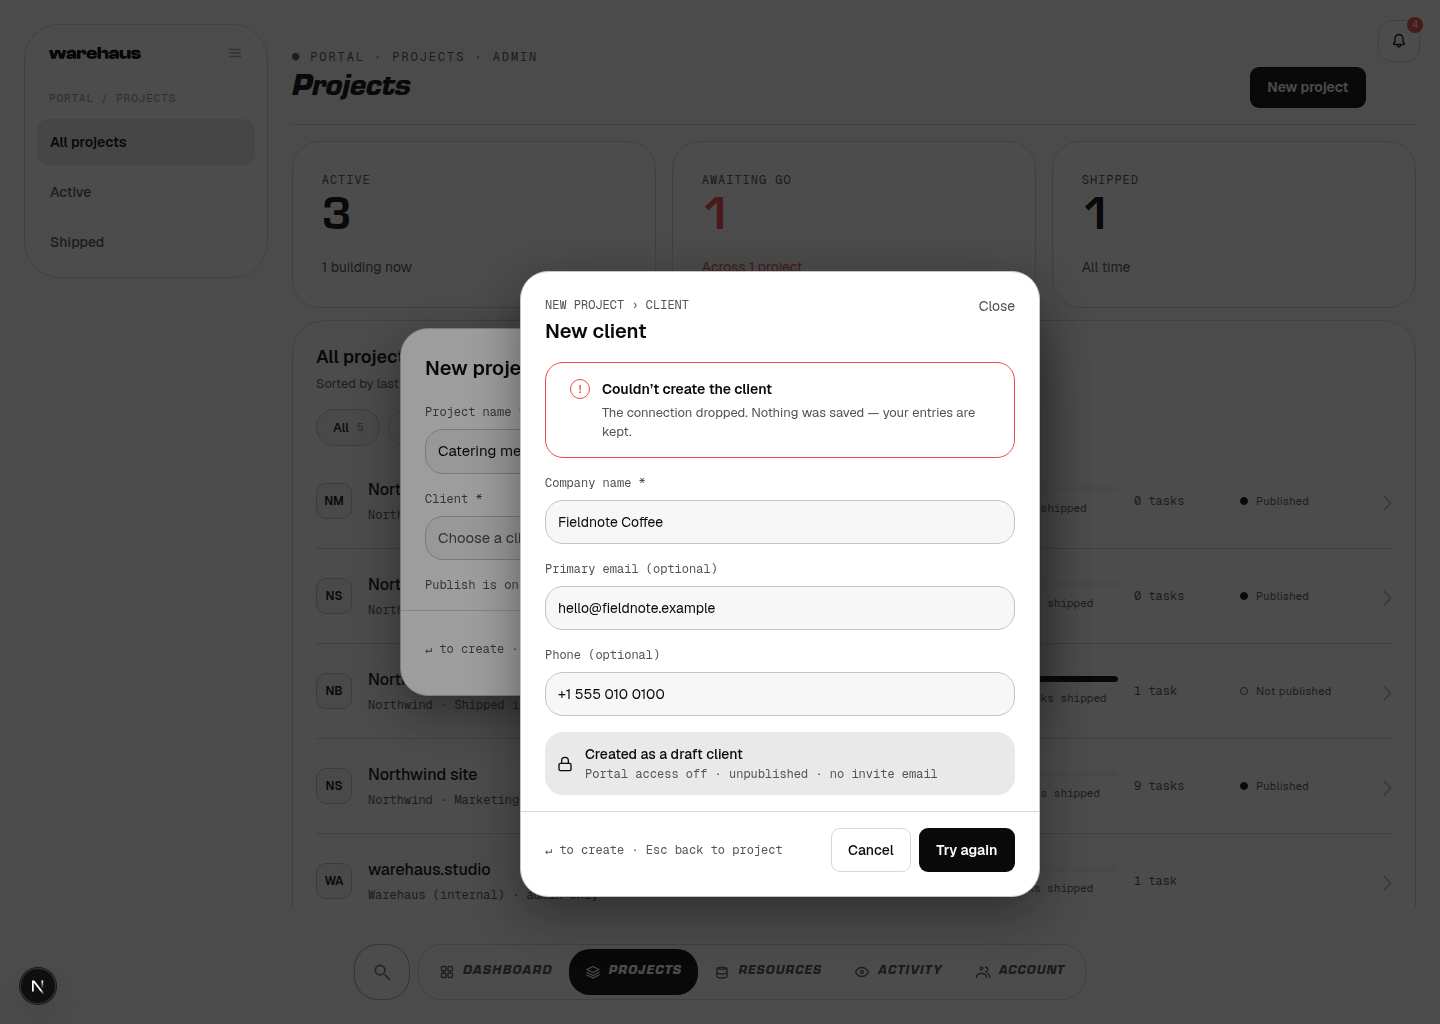 warehaus
PORTAL / PROJECTS
All projects
Active
Shipped
PORTAL · PROJECTS · ADMIN
Projects
4
New project
ACTIVE
3
1 building now
AWAITING GO
1
Across 1 project
SHIPPED
1
All time
All project
Sorted by last
All 5
NM
Nort
North
shipped
0 tasks
Published
NS
Nort
North
shipped
0 tasks
Published
NB
Nort
Northwind · Shipped
ks shipped
1 task
Not published
NS
Northwind site
Northwind · Marketing
s shipped
9 tasks
Published
WA
warehaus.studio
Warehaus (internal) · admin only
s shipped
1 task
New proje
Project name
Catering me
Client *
Choose a cli
Publish is on
↵ to create ·
NEW PROJECT › CLIENT
Close
New client
!
Couldn’t create the client
The connection dropped. Nothing was saved — your entries are
kept.
Company name *
Fieldnote Coffee
Primary email (optional)
hello@fieldnote.example
Phone (optional)
+1 555 010 0100
Created as a draft client
Portal access off · unpublished · no invite email
↵ to create · Esc back to project
Cancel
Try again
DASHBOARD
PROJECTS
RESOURCES
ACTIVITY
ACCOUNT
N